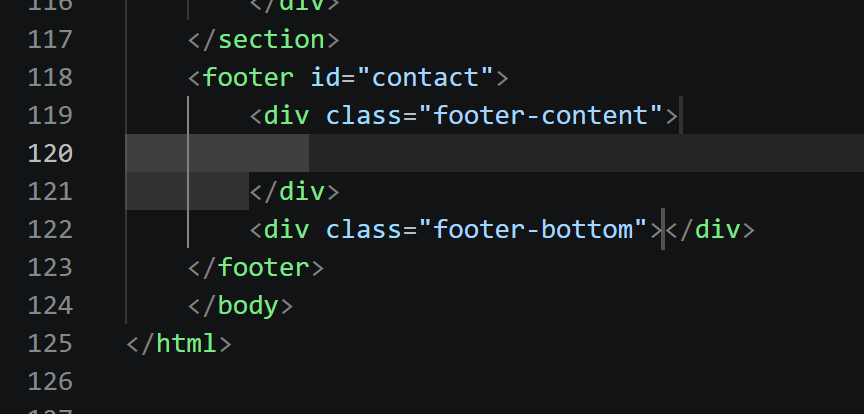 116 </div>
117 </section>
118 <footer id="contact">
119 <div class="footer-content">
120
121 </div>
122 <div class="footer-bottom"></div>
123 </footer>
124 </body>
125 </html>
126
127